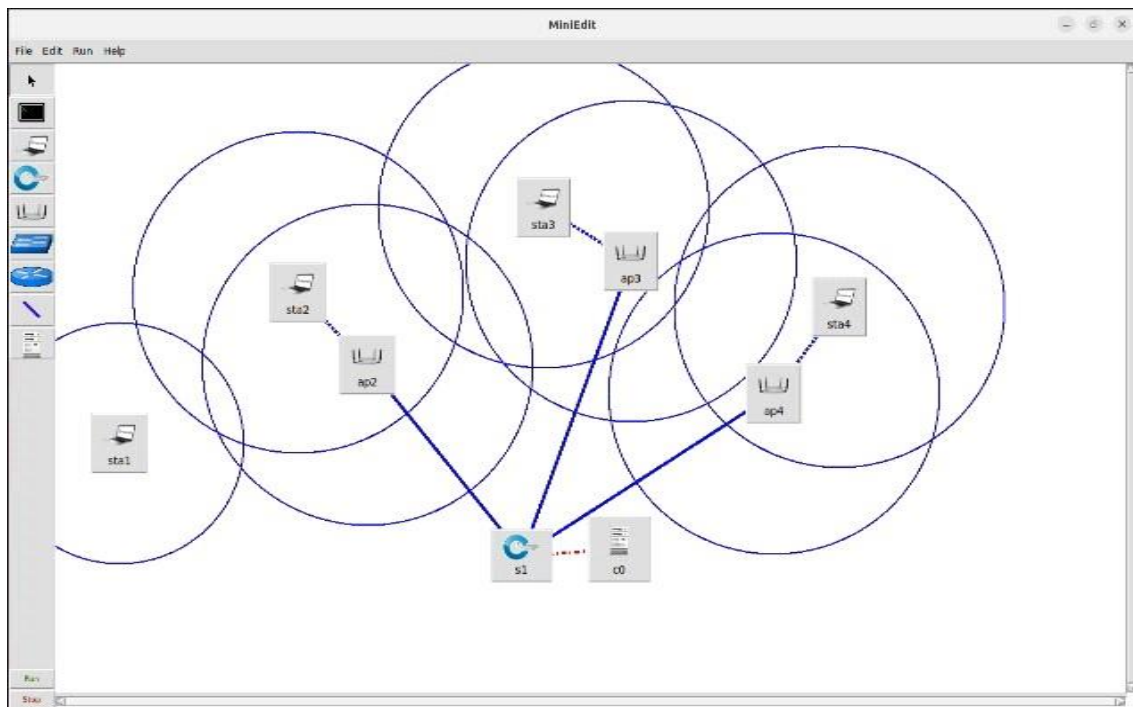 MiniEdit
File Edit Run Help
sta3
ap3
sta2
sta4
ap2
ap4
sta1
s1
c0
Run
Stop